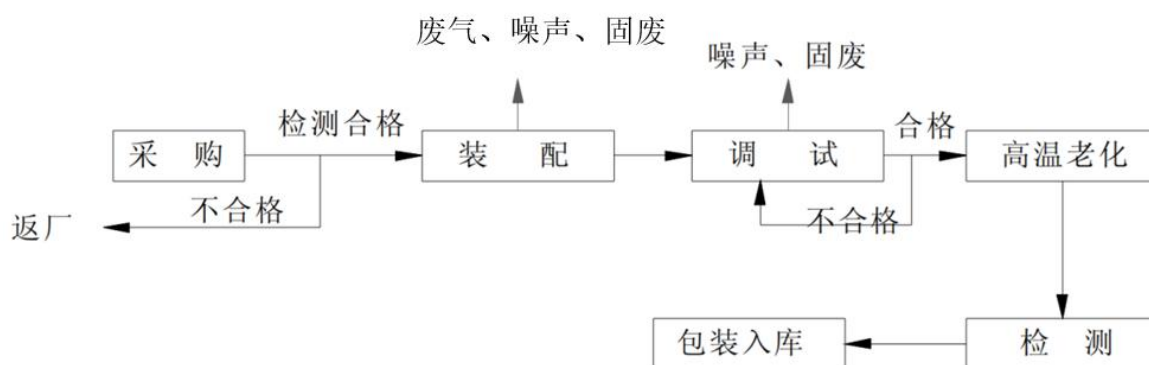 废气、噪声、固废
噪声、固废
检测合格
合格
采 购
装 配
调 试
高温老化
不合格
不合格
返厂
包装入库
检 测